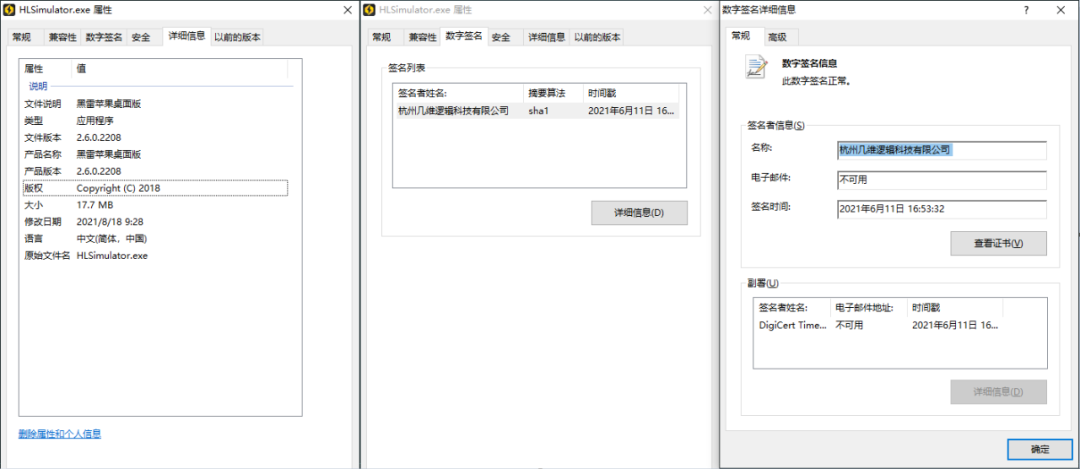 HLSimulator.exe 属性
常规 兼容性 数字签名 安全 详细信息 以前的版本
属性 值
说明
文件说明 黑雷苹果桌面版
类型 应用程序
文件版本 2.6.0.2208
产品名称 黑雷苹果桌面版
产品版本 2.6.0.2208
版权 Copyright (C) 2018
大小 17.7 MB
修改日期 2021/8/18 9:28
语言 中文(简体，中国)
原始文件名 HLSimulator.exe
删除属性和个人信息
HLSimulator.exe 属性
常规 兼容性 数字签名 安全 详细信息 以前的版本
签名列表
签名者姓名: 摘要算法 时间戳
杭州几维逻辑科技有限公司 sha1 2021年6月11日 16...
详细信息(D)
数字签名详细信息 ?
常规 高级
数字签名信息
此数字签名正常。
签名者信息(S)
名称: 杭州几维逻辑科技有限公司
电子邮件: 不可用
签名时间: 2021年6月11日 16:53:32
查看证书(V)
副署(U)
签名者姓名: 电子邮件地址: 时间戳
DigiCert Time... 不可用 2021年6月11日 16...
详细信息(D)
确定